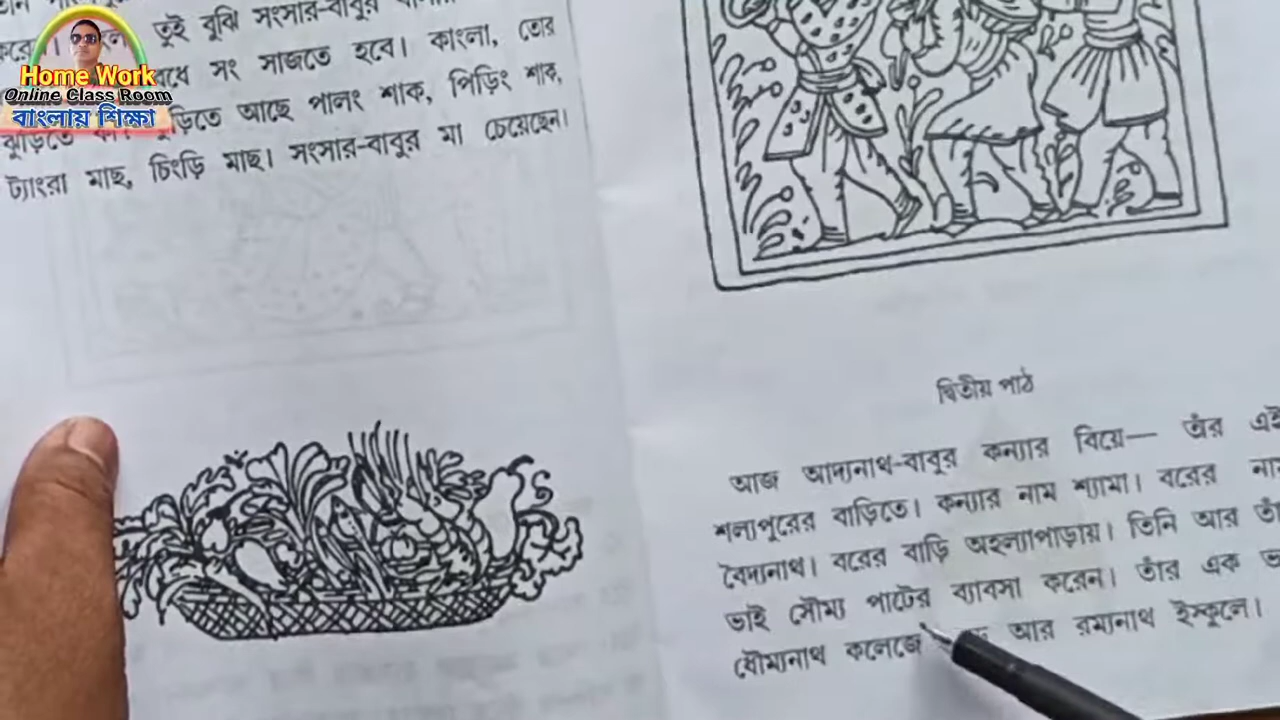 তুই বুঝি সংসার-বাবুর
সং সাজতে হবে। কাংলা, তোর
আছে পালং শাক, পিড়িং শাক,
ট্যাংরা মাছ, চিংড়ি মাছ। সংসার-বাবুর মা চেয়েছেন।
Home Work
Online Class Room
বাংলায় শিক্ষা
দ্বিতীয় পাঠ
আজ আদ্যনাথ-বাবুর কন্যার বিয়ে— তাঁর এই
শল্যপুরের বাড়িতে। কন্যার নাম শ্যামা। বরের
বৈদ্যনাথ। বরের বাড়ি অহল্যাপাড়ায়। তিনি আর
ভাই সৌম্য পাটের ব্যাবসা করেন। তাঁর এক
ধৌম্যনাথ কলেজে আর রম্যনাথ ইস্কুলে।